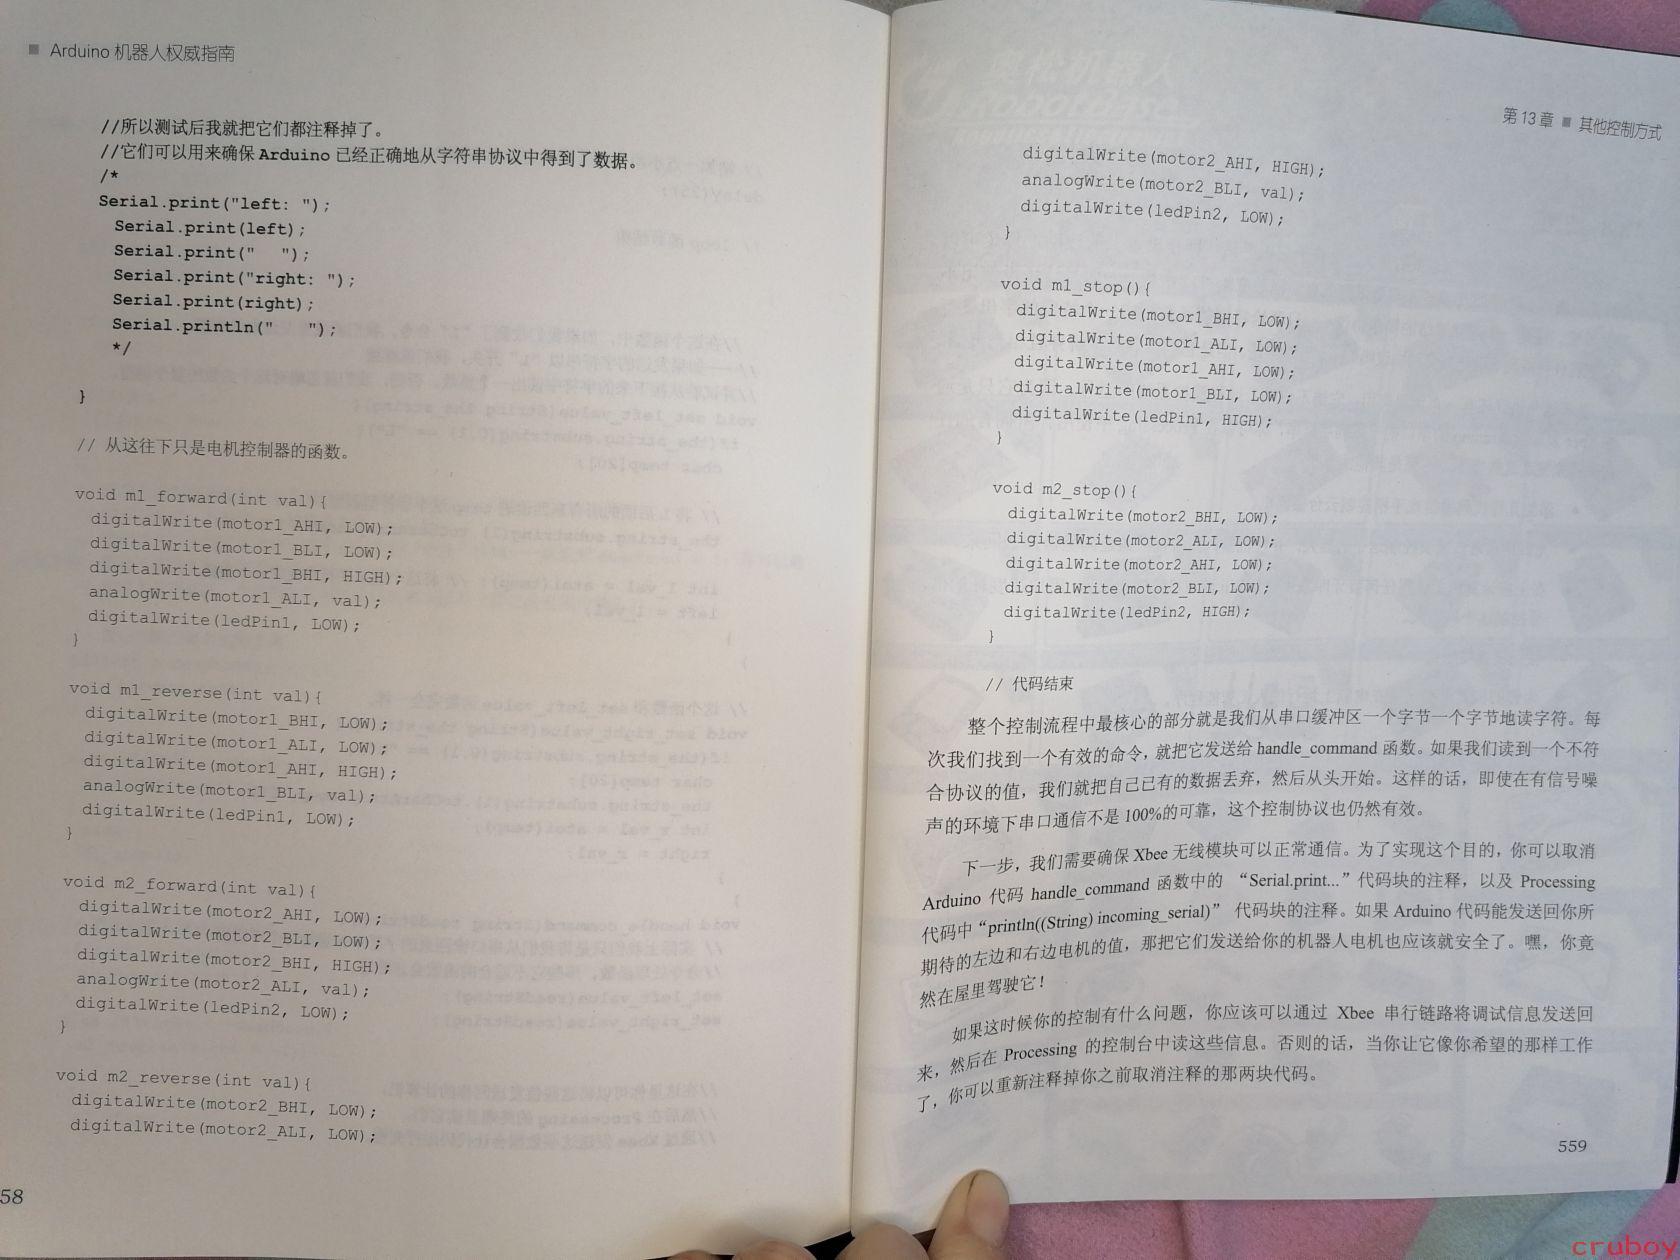 Arduino 机器人权威指南
//所以测试后我就把它们都注释掉了。
//它们可以用来确保 Arduino 已经正确地从字符串协议中得到了数据。
/*
Serial.print("left: ");
Serial.print(left);
Serial.print("   ");
Serial.print("right: ");
Serial.print(right);
Serial.println("   ");
*/
}
// 从这往下只是电机控制器的函数。
void m1_forward(int val){
digitalWrite(motor1_AHI, LOW);
digitalWrite(motor1_BLI, LOW);
digitalWrite(motor1_BHI, HIGH);
analogWrite(motor1_ALI, val);
digitalWrite(ledPin1, LOW);
}
void m1_reverse(int val){
digitalWrite(motor1_BHI, LOW);
digitalWrite(motor1_ALI, LOW);
digitalWrite(motor1_AHI, HIGH);
analogWrite(motor1_BLI, val);
digitalWrite(ledPin1, LOW);
}
void m2_forward(int val){
digitalWrite(motor2_AHI, LOW);
digitalWrite(motor2_BLI, LOW);
digitalWrite(motor2_BHI, HIGH);
analogWrite(motor2_ALI, val);
digitalWrite(ledPin2, LOW);
}
void m2_reverse(int val){
digitalWrite(motor2_BHI, LOW);
digitalWrite(motor2_ALI, LOW);
58
第 13 章 其他控制方式
digitalWrite(motor2_AHI, HIGH);
analogWrite(motor2_BLI, val);
digitalWrite(ledPin2, LOW);
}
void m1_stop(){
digitalWrite(motor1_BHI, LOW);
digitalWrite(motor1_ALI, LOW);
digitalWrite(motor1_AHI, LOW);
digitalWrite(motor1_BLI, LOW);
digitalWrite(ledPin1, HIGH);
}
void m2_stop(){
digitalWrite(motor2_BHI, LOW);
digitalWrite(motor2_ALI, LOW);
digitalWrite(motor2_AHI, LOW);
digitalWrite(motor2_BLI, LOW);
digitalWrite(ledPin2, HIGH);
}
// 代码结束
整个控制流程中最核心的部分就是我们从串口缓冲区一个字节一个字节地读字符。每
次我们找到一个有效的命令，就把它发送给 handle_command 函数。如果我们读到一个不符
合协议的值，我们就把自己已有的数据丢弃，然后从头开始。这样的话，即使在有信号噪
声的环境下串口通信不是 100%的可靠，这个控制协议也仍然有效。
下一步，我们需要确保 Xbee 无线模块可以正常通信。为了实现这个目的，你可以取消
Arduino 代码 handle_command 函数中的 “Serial.print...”代码块的注释，以及 Processing
代码中“println((String) incoming_serial)” 代码块的注释。如果 Arduino 代码能发送回你所
期待的左边和右边电机的值，那把它们发送给你的机器人电机也应该就安全了。嘿，你竟
然在屋里驾驶它！
如果这时候你的控制有什么问题，你应该可以通过 Xbee 串行链路将调试信息发送回
来，然后在 Processing 的控制台中读这些信息。否则的话，当你让它像你希望的那样工作
了，你可以重新注释掉你之前取消注释的那两块代码。
559
cruboy